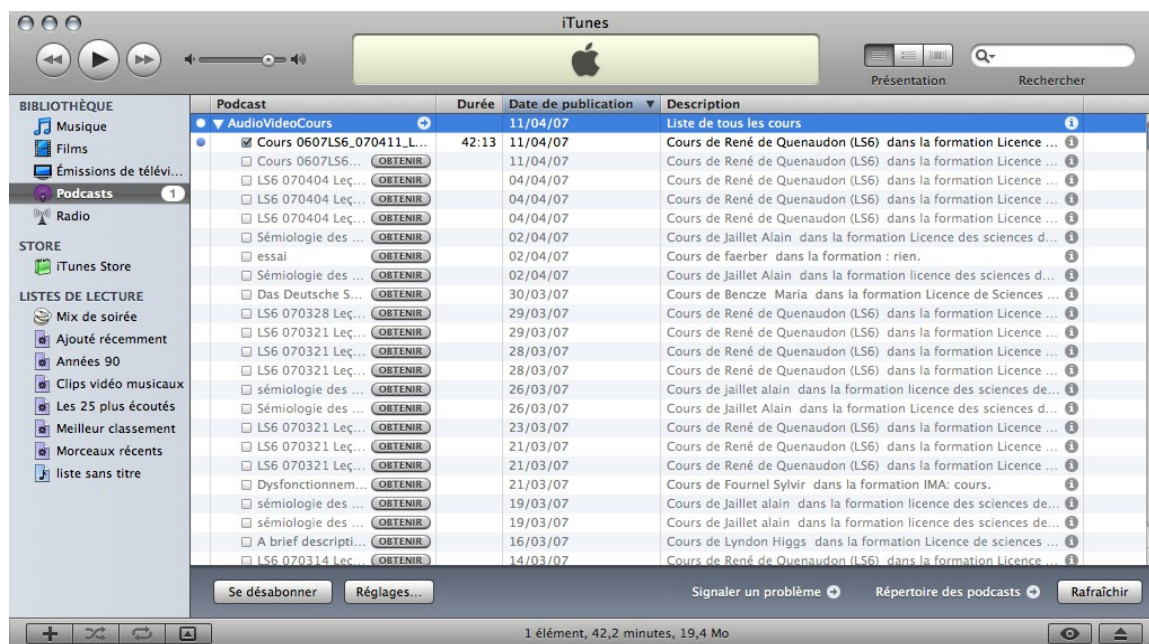 iTunes
Présentation
Rechercher
BIBLIOTHÈQUE
Musique
Films
Émissions de télévi...
Podcasts 1
Radio
STORE
iTunes Store
LISTES DE LECTURE
Mix de soirée
Ajouté récemment
Années 90
Clips vidéo musicaux
Les 25 plus écoutés
Meilleur classement
Morceaux récents
liste sans titre
Podcast Durée Date de publication Description
AudioVideoCours 11/04/07 Liste de tous les cours
Cours 0607LS6_070411_L... 42:13 11/04/07 Cours de René de Quenaudon (LS6) dans la formation Licence ...
Cours 0607LS6... OBTENIR 11/04/07 Cours de René de Quenaudon (LS6) dans la formation Licence ...
LS6 070404 Leç... OBTENIR 04/04/07 Cours de René de Quenaudon (LS6) dans la formation Licence ...
LS6 070404 Leç... OBTENIR 04/04/07 Cours de René de Quenaudon (LS6) dans la formation Licence ...
LS6 070404 Leç... OBTENIR 04/04/07 Cours de René de Quenaudon (LS6) dans la formation Licence ...
Sémiologie des ... OBTENIR 02/04/07 Cours de Jaillet Alain dans la formation Licence des sciences d...
essai OBTENIR 02/04/07 Cours de faerber dans la formation : rien.
Sémiologie des ... OBTENIR 02/04/07 Cours de Jaillet Alain dans la formation licence des sciences d...
Das Deutsche S... OBTENIR 30/03/07 Cours de Bencze Maria dans la formation Licence de Sciences ...
LS6 070328 Leç... OBTENIR 29/03/07 Cours de René de Quenaudon (LS6) dans la formation Licence ...
LS6 070321 Leç... OBTENIR 29/03/07 Cours de René de Quenaudon (LS6) dans la formation Licence ...
LS6 070321 Leç... OBTENIR 28/03/07 Cours de René de Quenaudon (LS6) dans la formation Licence ...
LS6 070321 Leç... OBTENIR 28/03/07 Cours de René de Quenaudon (LS6) dans la formation Licence ...
sémiologie des ... OBTENIR 26/03/07 Cours de jaillet alain dans la formation licence des sciences de...
Sémiologie des ... OBTENIR 26/03/07 Cours de Jaillet Alain dans la formation Licence des sciences d...
LS6 070321 Leç... OBTENIR 23/03/07 Cours de René de Quenaudon (LS6) dans la formation Licence ...
LS6 070321 Leç... OBTENIR 21/03/07 Cours de René de Quenaudon (LS6) dans la formation Licence ...
LS6 070321 Leç... OBTENIR 21/03/07 Cours de René de Quenaudon (LS6) dans la formation Licence ...
Dysfonctionnem... OBTENIR 21/03/07 Cours de Fournel Sylvir dans la formation IMA: cours.
sémiologie des ... OBTENIR 19/03/07 Cours de Jaillet alain dans la formation licence des sciences de...
sémiologie des ... OBTENIR 19/03/07 Cours de Jaillet alain dans la formation licence des sciences de...
A brief descripti... OBTENIR 16/03/07 Cours de Lyndon Higgs dans la formation Licence de sciences ...
LS6 070314 Leç... OBTENIR 14/03/07 Cours de René de Quenaudon (LS6) dans la formation Licence ...
Se désabonner Réglages... Signaler un problème Répertoire des podcasts Rafraîchir
1 élément, 42,2 minutes, 19,4 Mo